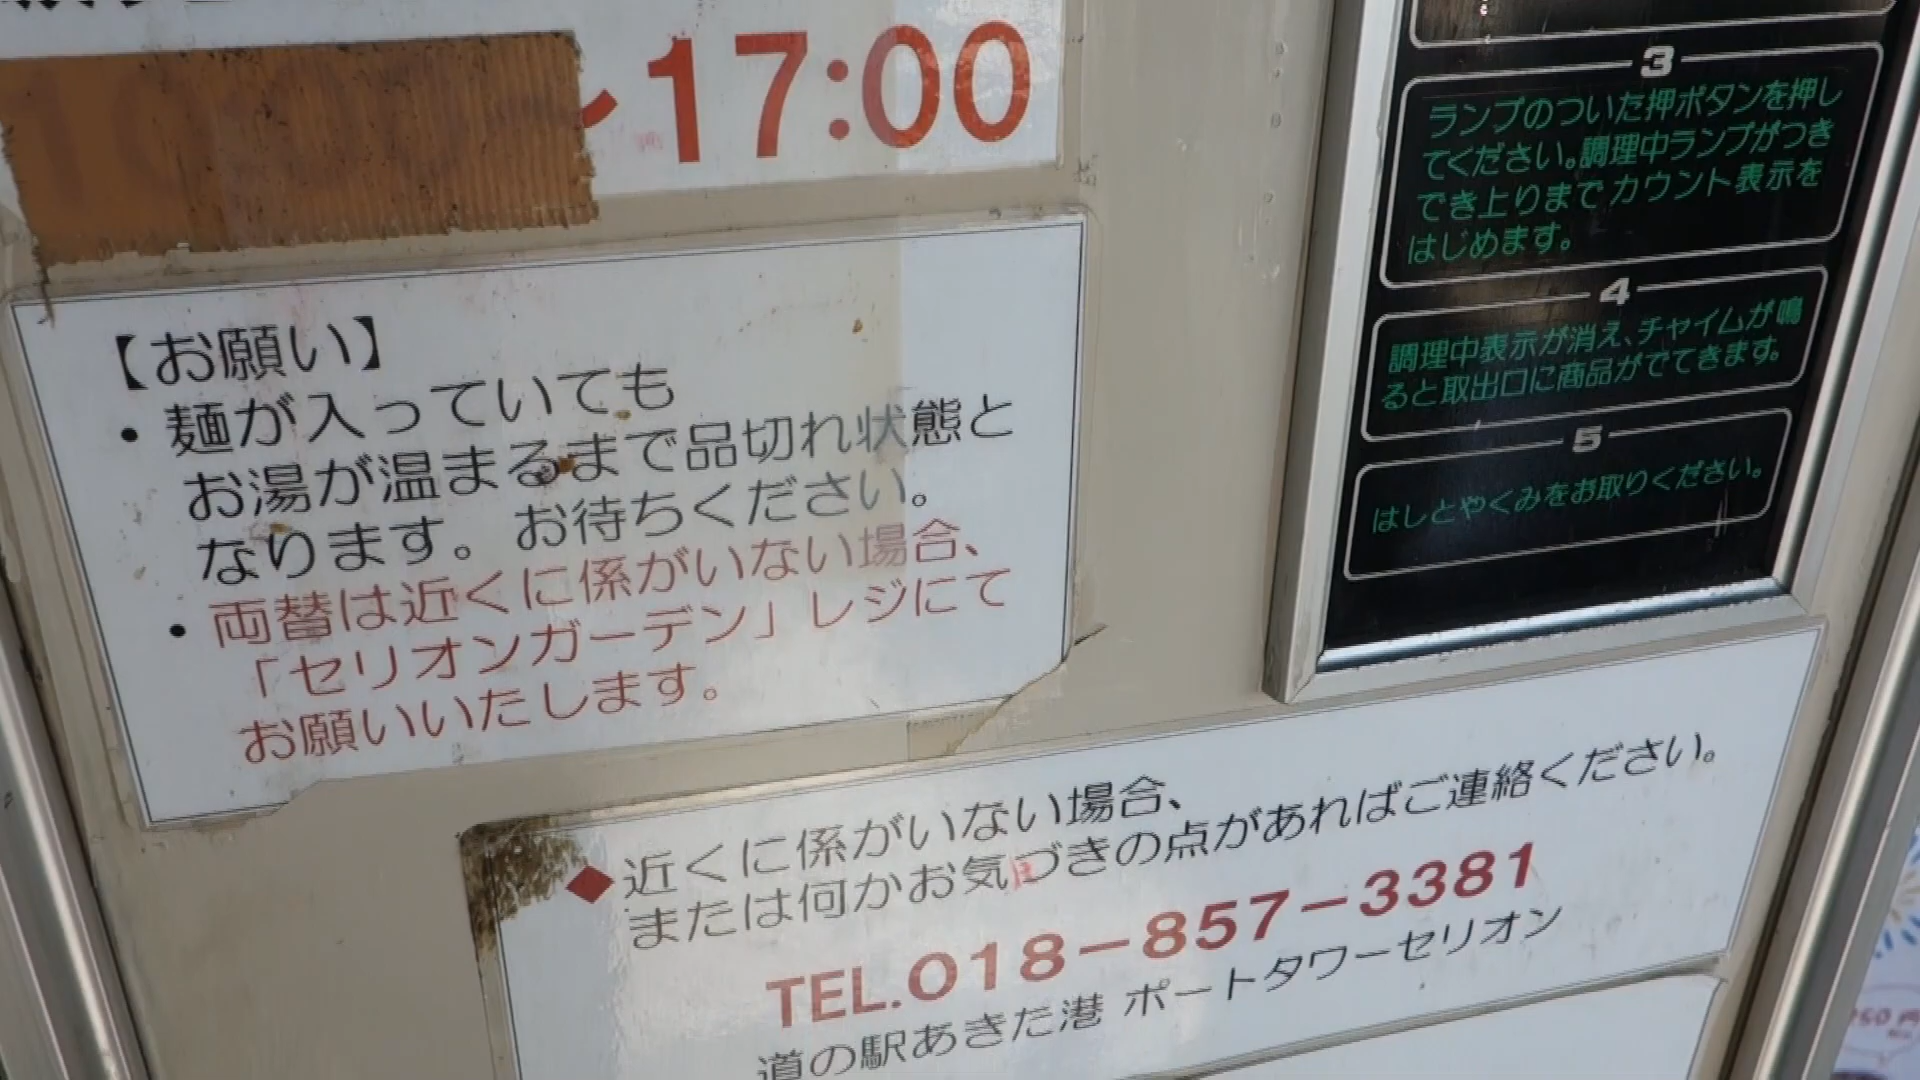 ～17:00
【お願い】
・麺が入っていても
お湯が温まるまで品切れ状態と
なります。お待ちください。
・両替は近くに係がいない場合、
「セリオンガーデン」レジにて
お願いいたします。
3
ランプのついた押ボタンを押し
てください。調理中ランプがつき
でき上りまでカウント表示を
はじめます。
4
調理中表示が消え、チャイムが鳴
ると取出口に商品がでてきます。
5
はしとやくみをお取りください。
◆近くに係がいない場合、
または何かお気づきの点があればご連絡ください。
TEL.018－857－3381
道の駅あきた港 ポートタワーセリオン